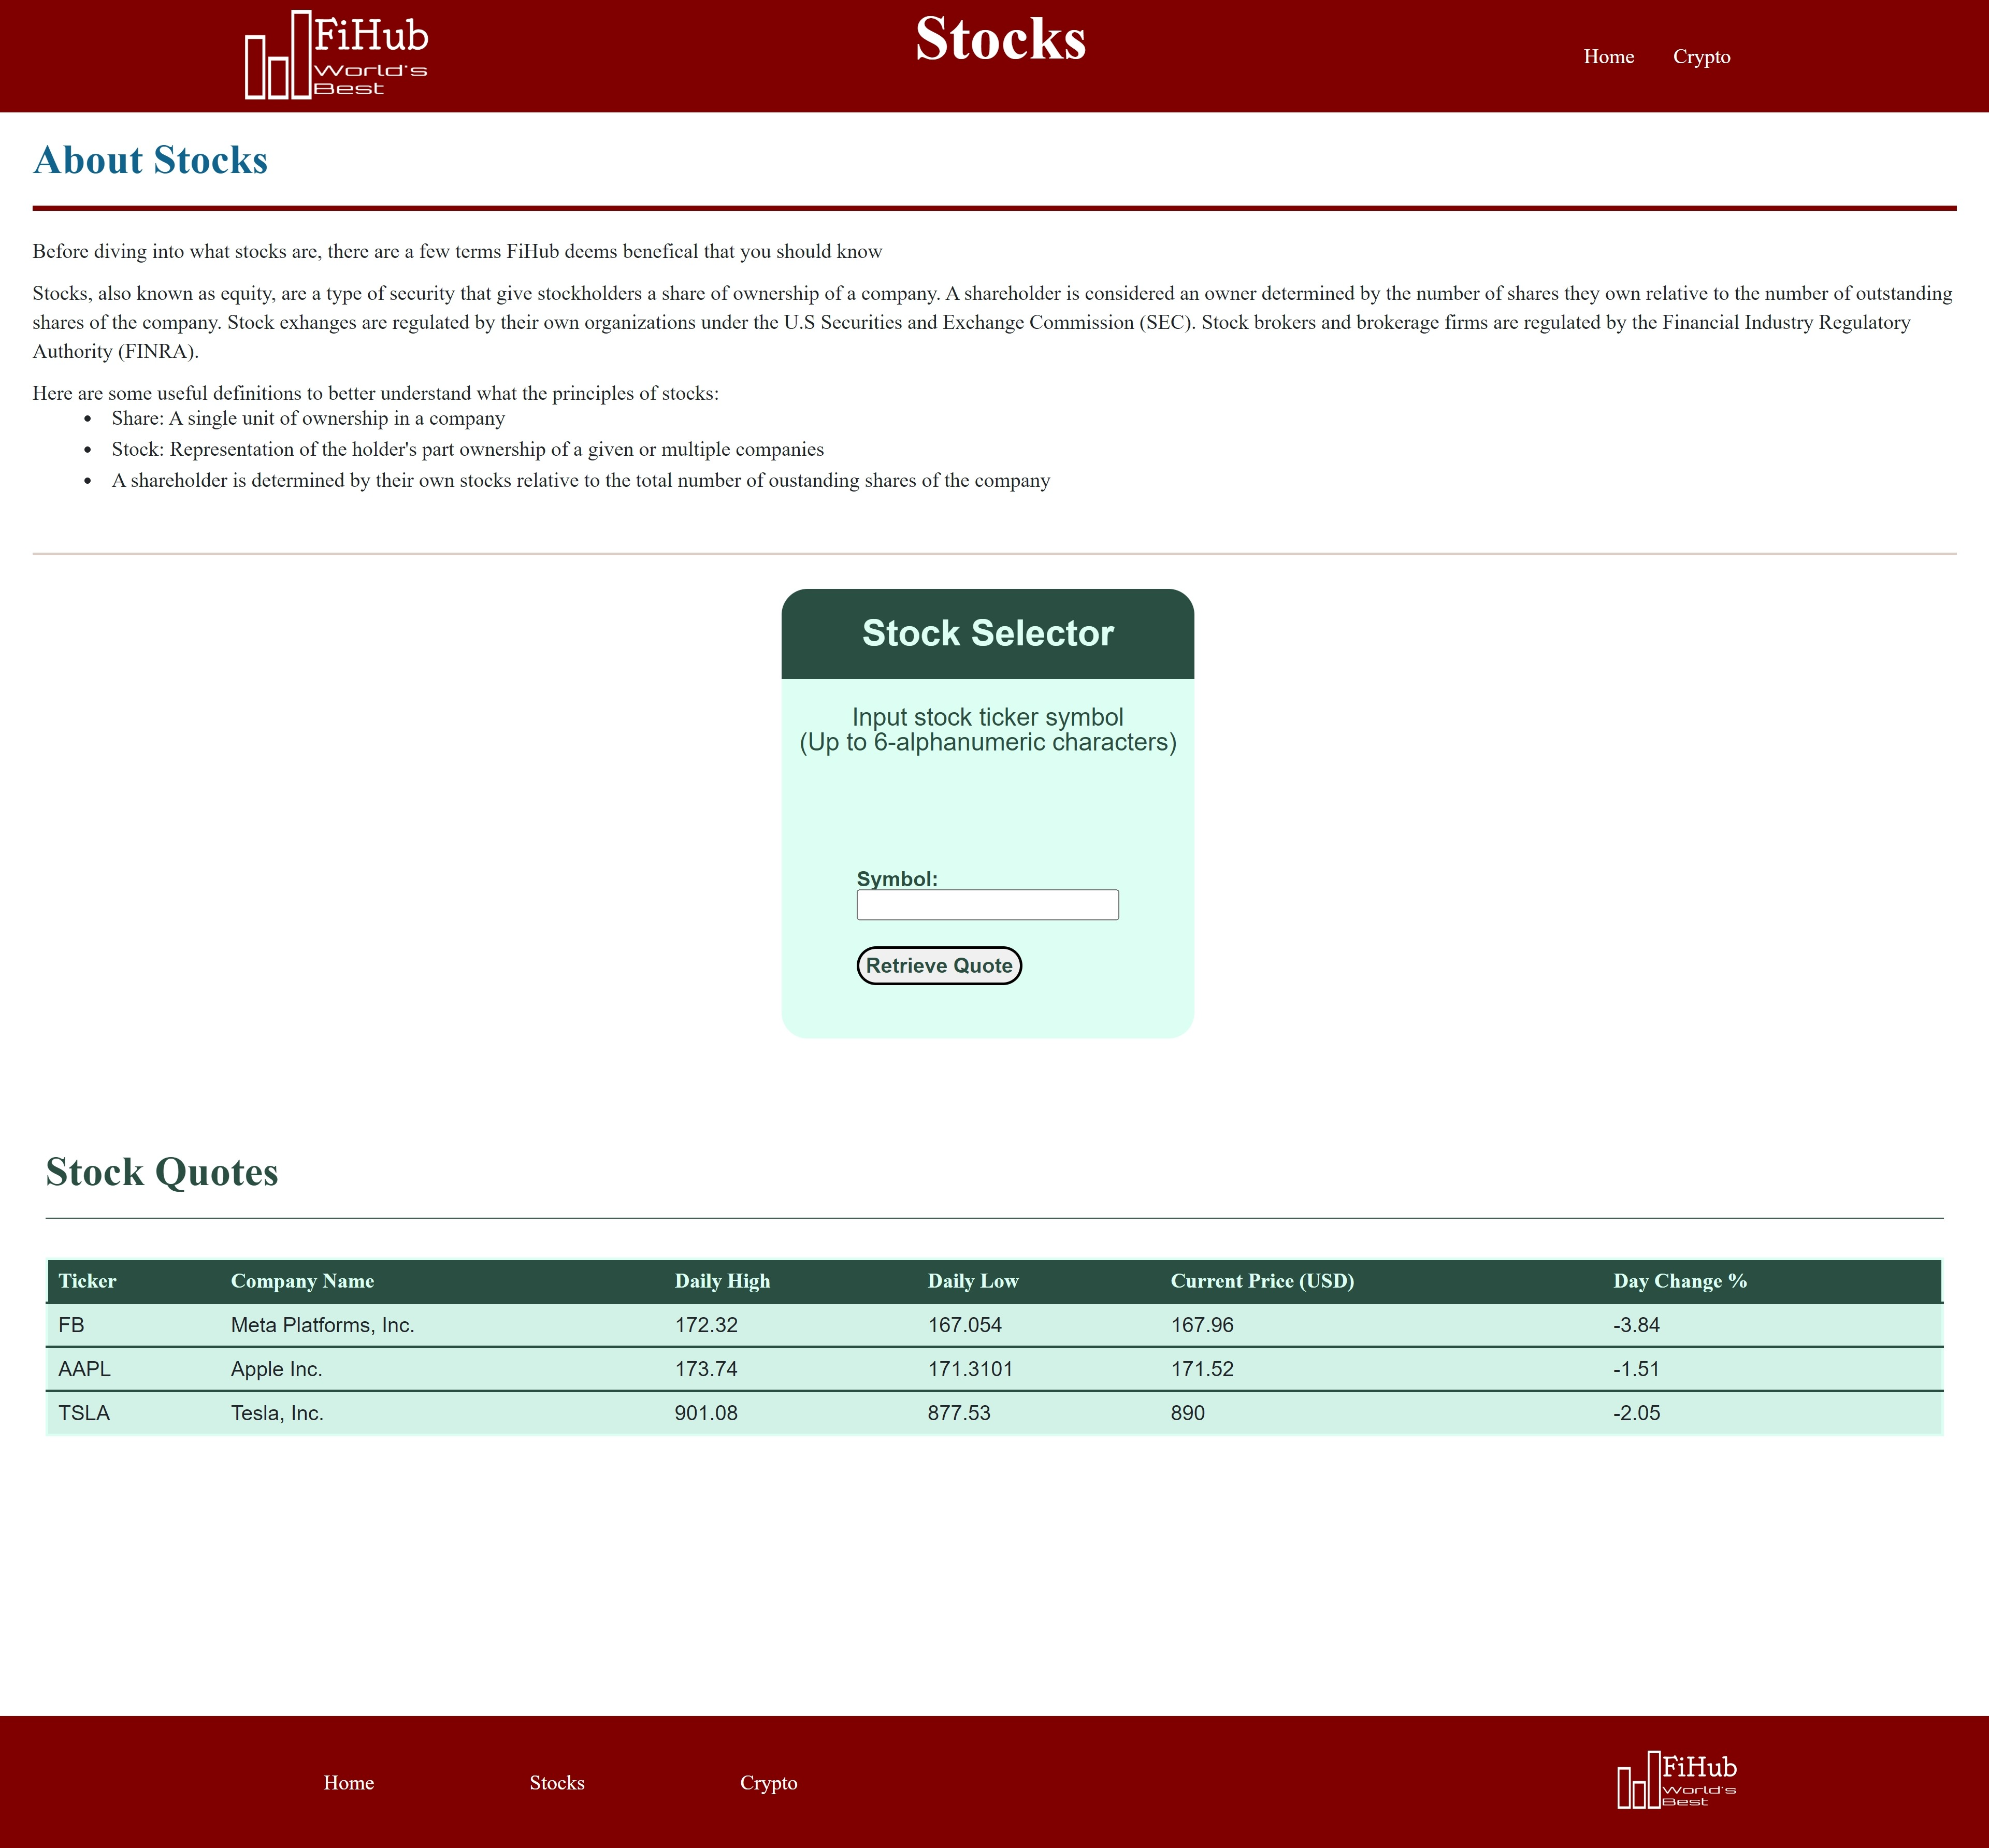 FiHub
World's
Best
Stocks
Home Crypto
About Stocks
Before diving into what stocks are, there are a few terms FiHub deems benefical that you should know
Stocks, also known as equity, are a type of security that give stockholders a share of ownership of a company. A shareholder is considered an owner determined by the number of shares they own relative to the number of outstanding
shares of the company. Stock exhanges are regulated by their own organizations under the U.S Securities and Exchange Commission (SEC). Stock brokers and brokerage firms are regulated by the Financial Industry Regulatory
Authority (FINRA).
Here are some useful definitions to better understand what the principles of stocks:
• Share: A single unit of ownership in a company
• Stock: Representation of the holder's part ownership of a given or multiple companies
• A shareholder is determined by their own stocks relative to the total number of oustanding shares of the company
Stock Selector
Input stock ticker symbol
(Up to 6-alphanumeric characters)
Symbol:
Retrieve Quote
Stock Quotes
Ticker Company Name Daily High Daily Low Current Price (USD) Day Change %
FB Meta Platforms, Inc. 172.32 167.054 167.96 -3.84
AAPL Apple Inc. 173.74 171.3101 171.52 -1.51
TSLA Tesla, Inc. 901.08 877.53 890 -2.05
Home Stocks Crypto
FiHub
World's
Best